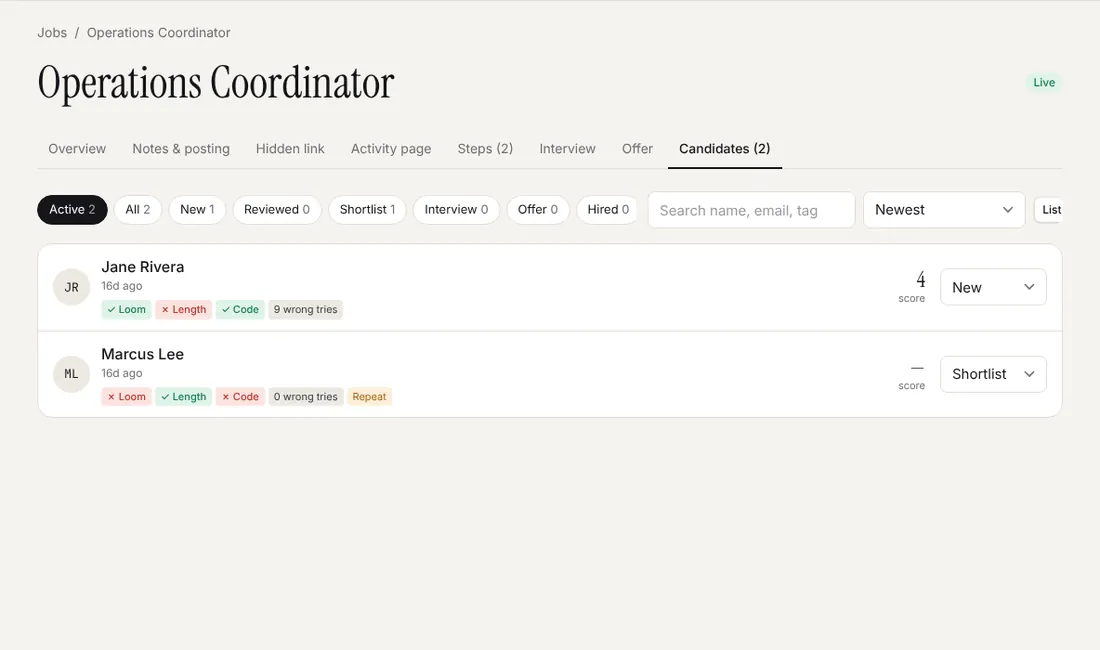 Jobs / Operations Coordinator
Operations Coordinator
Live
Overview Notes & posting Hidden link Activity page Steps (2) Interview Offer Candidates (2)
Active 2 All 2 New 1 Reviewed 0 Shortlist 1 Interview 0 Offer 0 Hired 0 Search name, email, tag Newest List
JR
Jane Rivera
16d ago
✓ Loom × Length ✓ Code 9 wrong tries
4
score
New
ML
Marcus Lee
16d ago
× Loom ✓ Length × Code 0 wrong tries Repeat
—
score
Shortlist